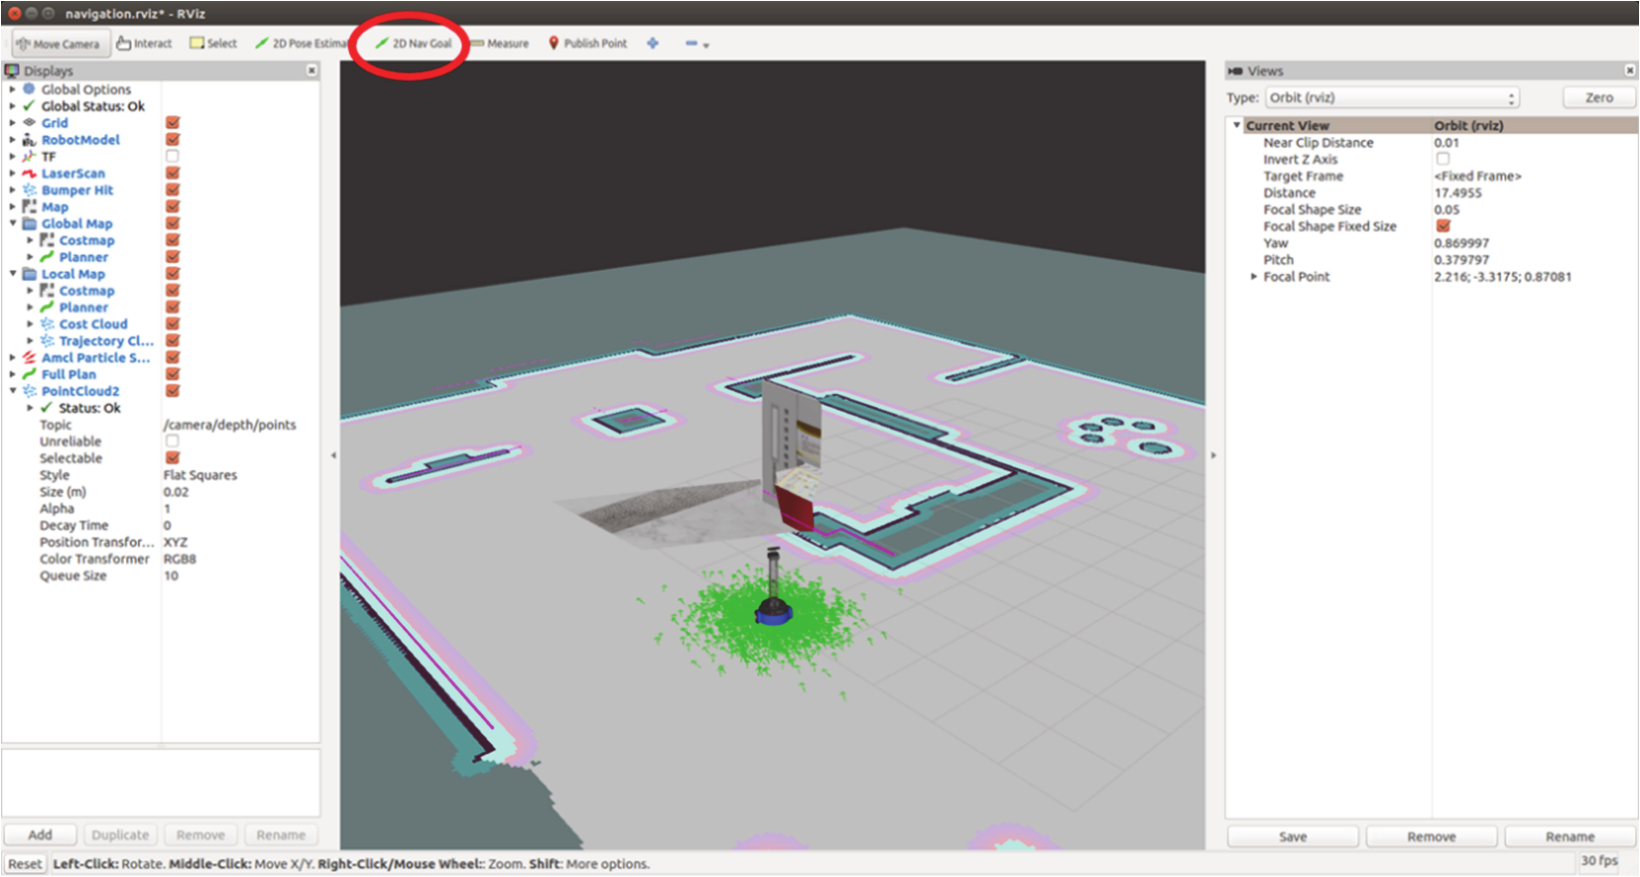 navigation.rviz* - RViz
Move Camera Interact Select 2D Pose Estima 2D Nav Goal Measure Publish Point
Displays
Global Options
Global Status: Ok
Grid
RobotModel
TF
LaserScan
Bumper Hit
Map
Global Map
Costmap
Planner
Local Map
Costmap
Planner
Cost Cloud
Trajectory Cl...
Amcl Particle S...
Full Plan
PointCloud2
Status: Ok
Topic /camera/depth/points
Unreliable
Selectable
Style Flat Squares
Size (m) 0.02
Alpha 1
Decay Time 0
Position Transfor... XYZ
Color Transformer RGB8
Queue Size 10
Add Duplicate Remove Rename
Views
Type: Orbit (rviz) Zero
Current View Orbit (rviz)
Near Clip Distance 0.01
Invert Z Axis
Target Frame <Fixed Frame>
Distance 17.4955
Focal Shape Size 0.05
Focal Shape Fixed Size
Yaw 0.869997
Pitch 0.379797
Focal Point 2.216; -3.3175; 0.87081
Save Remove Rename
Reset Left-Click: Rotate. Middle-Click: Move X/Y. Right-Click/Mouse Wheel:: Zoom. Shift: More options. 30 fps